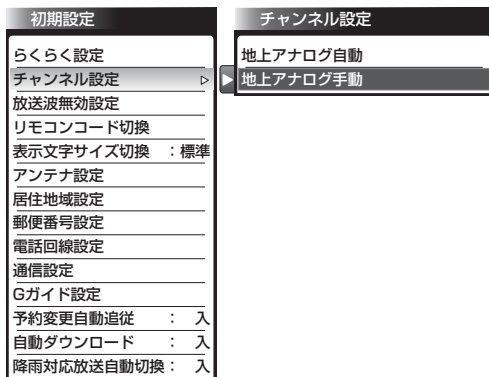 初期設定
らくらく設定
チャンネル設定
放送波無効設定
リモコンコード切換
表示文字サイズ切換 : 標準
アンテナ設定
居住地域設定
郵便番号設定
電話回線設定
通信設定
Gガイド設定
予約変更自動追従 : 入
自動ダウンロード : 入
降雨対応放送自動切換 : 入
チャンネル設定
地上アナログ自動
地上アナログ手動